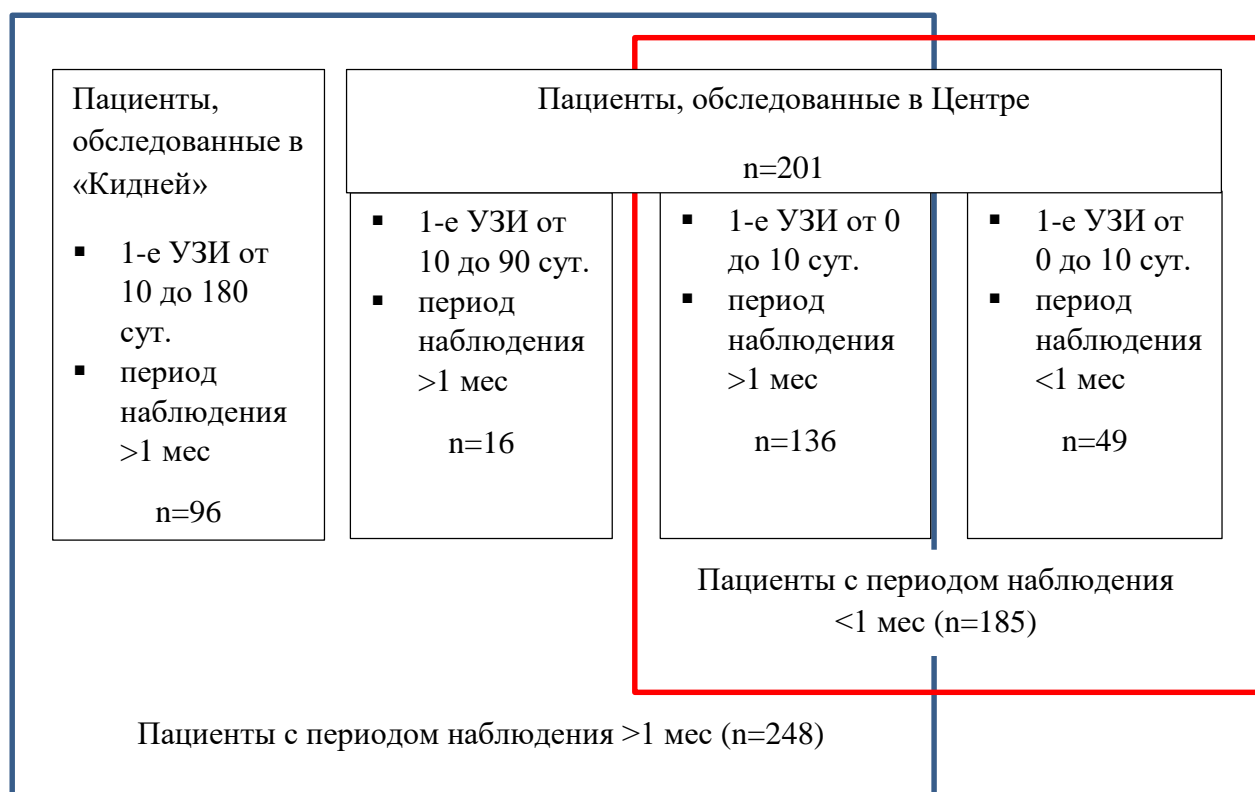 Пациенты,
обследованные в
«Кидней»
▪ 1-е УЗИ от
10 до 180
сут.
▪ период
наблюдения
>1 мес
n=96
Пациенты, обследованные в Центре
n=201
▪ 1-е УЗИ от
10 до 90 сут.
▪ период
наблюдения
>1 мес
n=16
▪ 1-е УЗИ от 0
до 10 сут.
▪ период
наблюдения
>1 мес
n=136
▪ 1-е УЗИ от
0 до 10 сут.
▪ период
наблюдения
<1 мес
n=49
Пациенты с периодом наблюдения
<1 мес (n=185)
Пациенты с периодом наблюдения >1 мес (n=248)